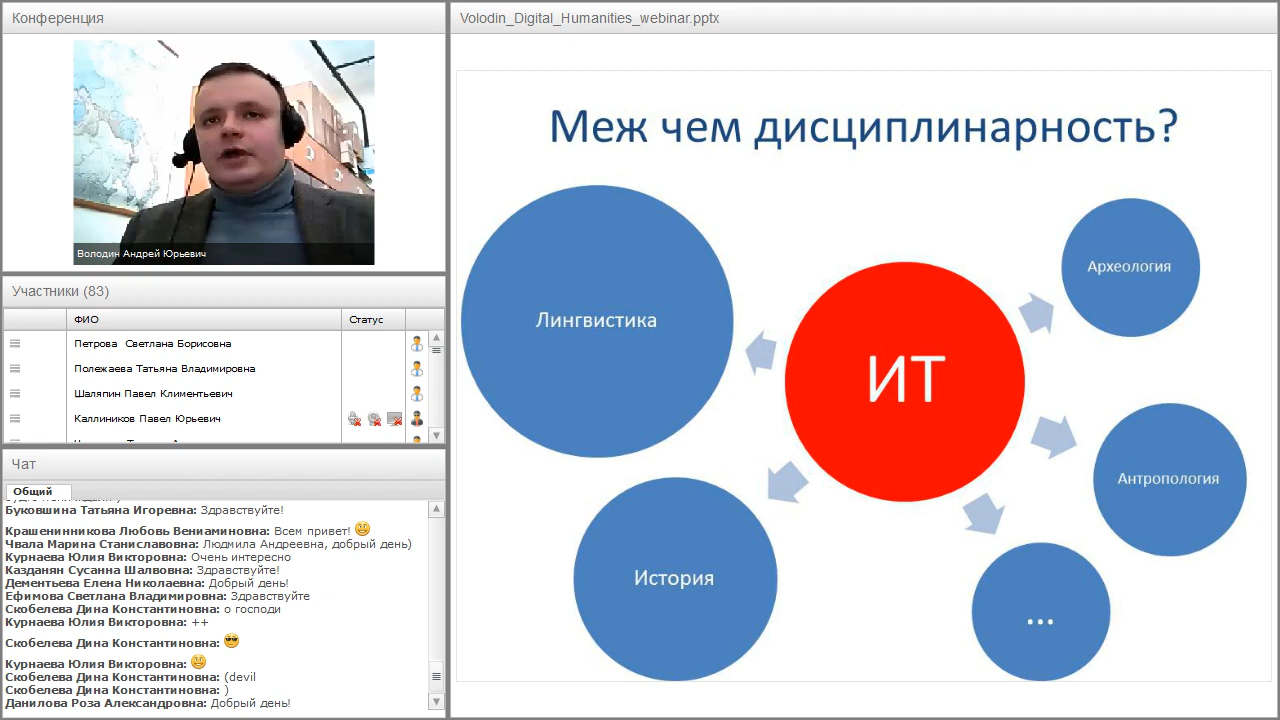 Конференция
Володин Андрей Юрьевич
Участники (83)
ФИО
Статус
Петрова Светлана Борисовна
Полежаева Татьяна Владимировна
Шаляпин Павел Климентьевич
Каллиников Павел Юрьевич
Чат
Общий
Буковшина Татьяна Игоревна: Здравствуйте!
Крашенинникова Любовь Вениаминовна: Всем привет!
Чвала Марина Станиславовна: Людмила Андреевна, добрый день)
Курнаева Юлия Викторовна: Очень интересно
Казданян Сусанна Шалвовна: Здравствуйте!
Дементьева Елена Николаевна: Добрый день!
Ефимова Светлана Владимировна: Здравствуйте
Скобелева Дина Константиновна: о господи
Курнаева Юлия Викторовна: ++
Скобелева Дина Константиновна:
Курнаева Юлия Викторовна:
Скобелева Дина Константиновна: (devil
Скобелева Дина Константиновна: )
Данилова Роза Александровна: Добрый день!
Volodin_Digital_Humanities_webinar.pptx
Меж чем дисциплинарность?
Археология
Лингвистика
ИТ
Антропология
История
...